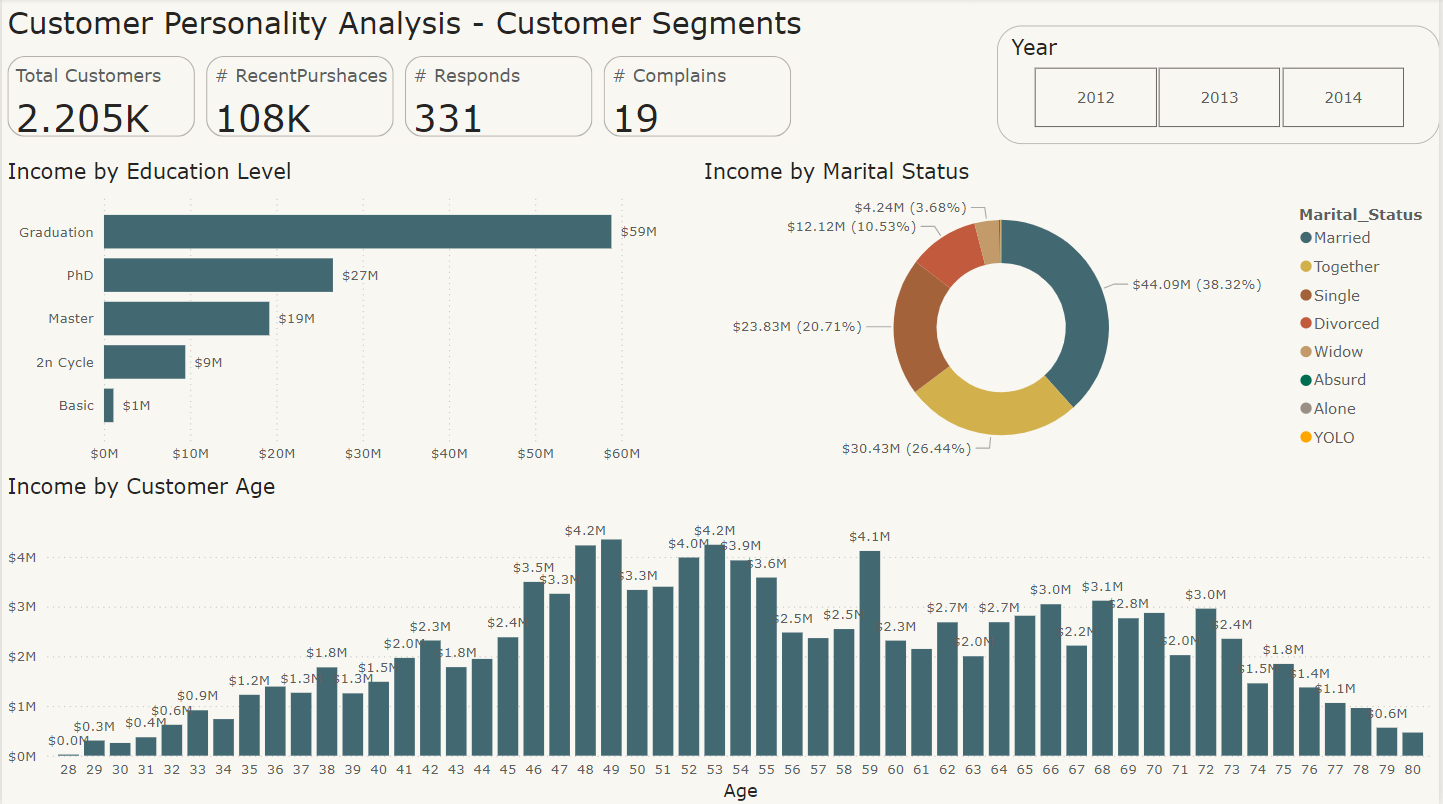 Customer Personality Analysis - Customer Segments
Total Customers
2.205K
# RecentPurshaces
108K
# Responds
331
# Complains
19
Year
2012
2013
2014
Income by Education Level
Graduation
$59M
PhD
$27M
Master
$19M
2n Cycle
$9M
Basic
$1M
$0M $10M $20M $30M $40M $50M $60M
Income by Marital Status
$4.24M (3.68%)
$12.12M (10.53%)
$44.09M (38.32%)
$23.83M (20.71%)
$30.43M (26.44%)
Marital_Status
Married
Together
Single
Divorced
Widow
Absurd
Alone
YOLO
Income by Customer Age
$4M
$3M
$2M
$1M
$0M
$0.0M $0.3M $0.4M $0.6M $0.9M $1.2M $1.3M $1.8M $1.3M $1.5M $2.0M $2.3M $1.8M $2.4M $3.5M $3.3M $4.2M $3.3M $4.0M $4.2M $3.9M $3.6M $2.5M $2.5M $4.1M $2.3M $2.7M $2.0M $2.7M $3.0M $2.2M $3.1M $2.8M $2.0M $3.0M $2.4M $1.5M $1.8M $1.4M $1.1M $0.6M
28 29 30 31 32 33 34 35 36 37 38 39 40 41 42 43 44 45 46 47 48 49 50 51 52 53 54 55 56 57 58 59 60 61 62 63 64 65 66 67 68 69 70 71 72 73 74 75 76 77 78 79 80
Age